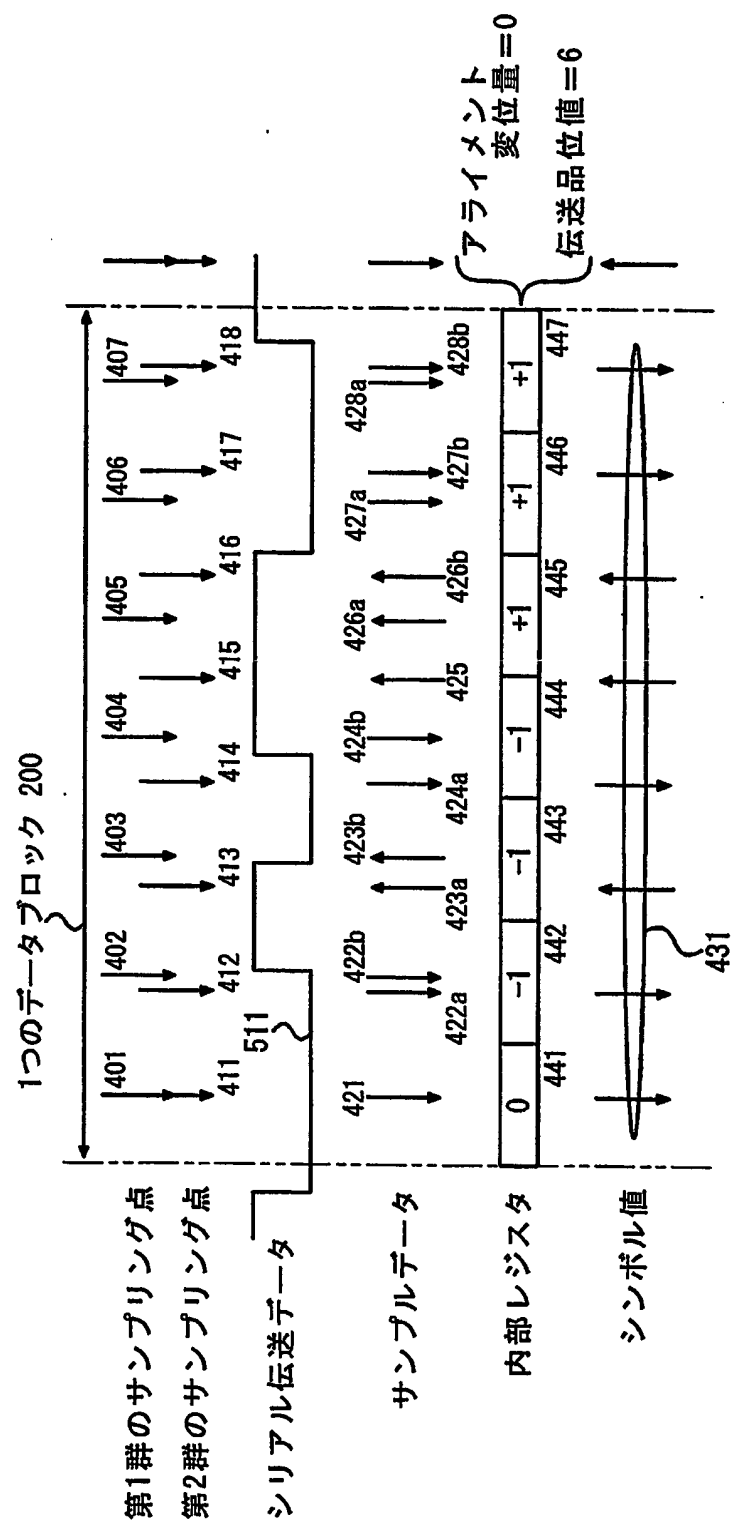 1つのデータブロック 200
第1群のサンプリング点
401 402 403 404 405 406 407
第2群のサンプリング点
411 412 413 414 415 416 417 418
シリアル伝送データ
511
サンプルデータ
421 422a 422b 423a 423b 424a 424b 425 426a 426b 427a 427b 428a 428b
内部レジスタ
0 -1 -1 -1 +1 +1 +1
441 442 443 444 445 446 447
アライメント
変位量=0
伝送品位値=6
シンボル値
431